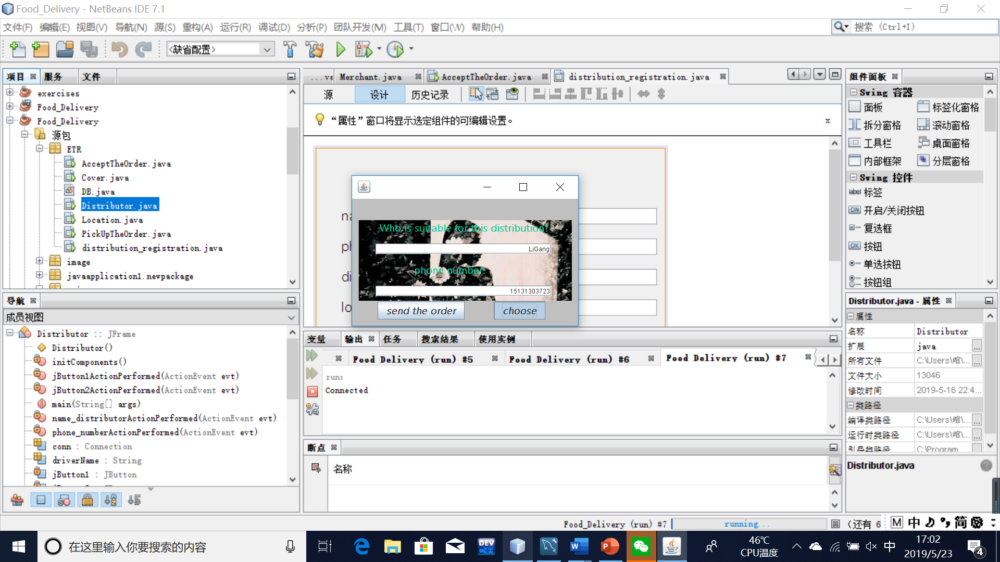 Food_Delivery - NetBeans IDE 7.1
文件(F) 编辑(E) 视图(V) 导航(N) 源(S) 重构(A) 运行(R) 调试(D) 分析(P) 团队开发(M) 工具(T) 窗口(W) 帮助(H)
搜索 (Ctrl+I)
<缺省配置>
项目 服务 文件
exercises
Food_Delivery
Food_Delivery
源包
ETR
AcceptTheOrder.java
Cover.java
DB.java
Distributor.java
Location.java
PickUpTheOrder.java
distribution_registration.java
image
javaapplication1.newpackage
导航
成员视图
Distributor :: JFrame
Distributor()
initComponents()
jButton1ActionPerformed(ActionEvent evt)
jButton2ActionPerformed(ActionEvent evt)
main(String[] args)
name_distributorActionPerformed(ActionEvent evt)
phone_numberActionPerformed(ActionEvent evt)
conn : Connection
driverName : String
jButton1 : JButton
...va Merchant.java AcceptTheOrder.java distribution_registration.java
源 设计 历史记录
“属性”窗口将显示选定组件的可编辑设置。
x
na
ph
di
lo
Who is suitable for this distribution?
LiGang
phone number:
15131303723
send the order choose
变量 输出 任务 搜索结果 使用实例
Food Delivery (run) #5 Food Delivery (run) #6 Food Delivery (run) #7
run:
Connected
断点
名称
组件面板
Swing 容器
面板 标签化窗格
拆分窗格 滚动窗格
工具栏 桌面窗格
内部框架 分层窗格
Swing 控件
label 标签
ON 开启/关闭按钮
复选框
OK 按钮
单选按钮
按钮组
Distributor.java - 属性
属性
名称 Distributor
扩展 java ...
所有文件 C:\Users\暄\... ...
文件大小 13046
修改时间 2019-5-16 22:4...
类路径
编译类路径 C:\Users\暄\... ...
运行时类路径 C:\Users\暄\... ...
引导类路径 C:\Program
Distributor.java
Food_Delivery (run) #7 running... (还有 6
M 中 简
在这里输入你要搜索的内容
DEV C++
W
P
46℃
CPU温度
中
17:02
2019/5/23
4